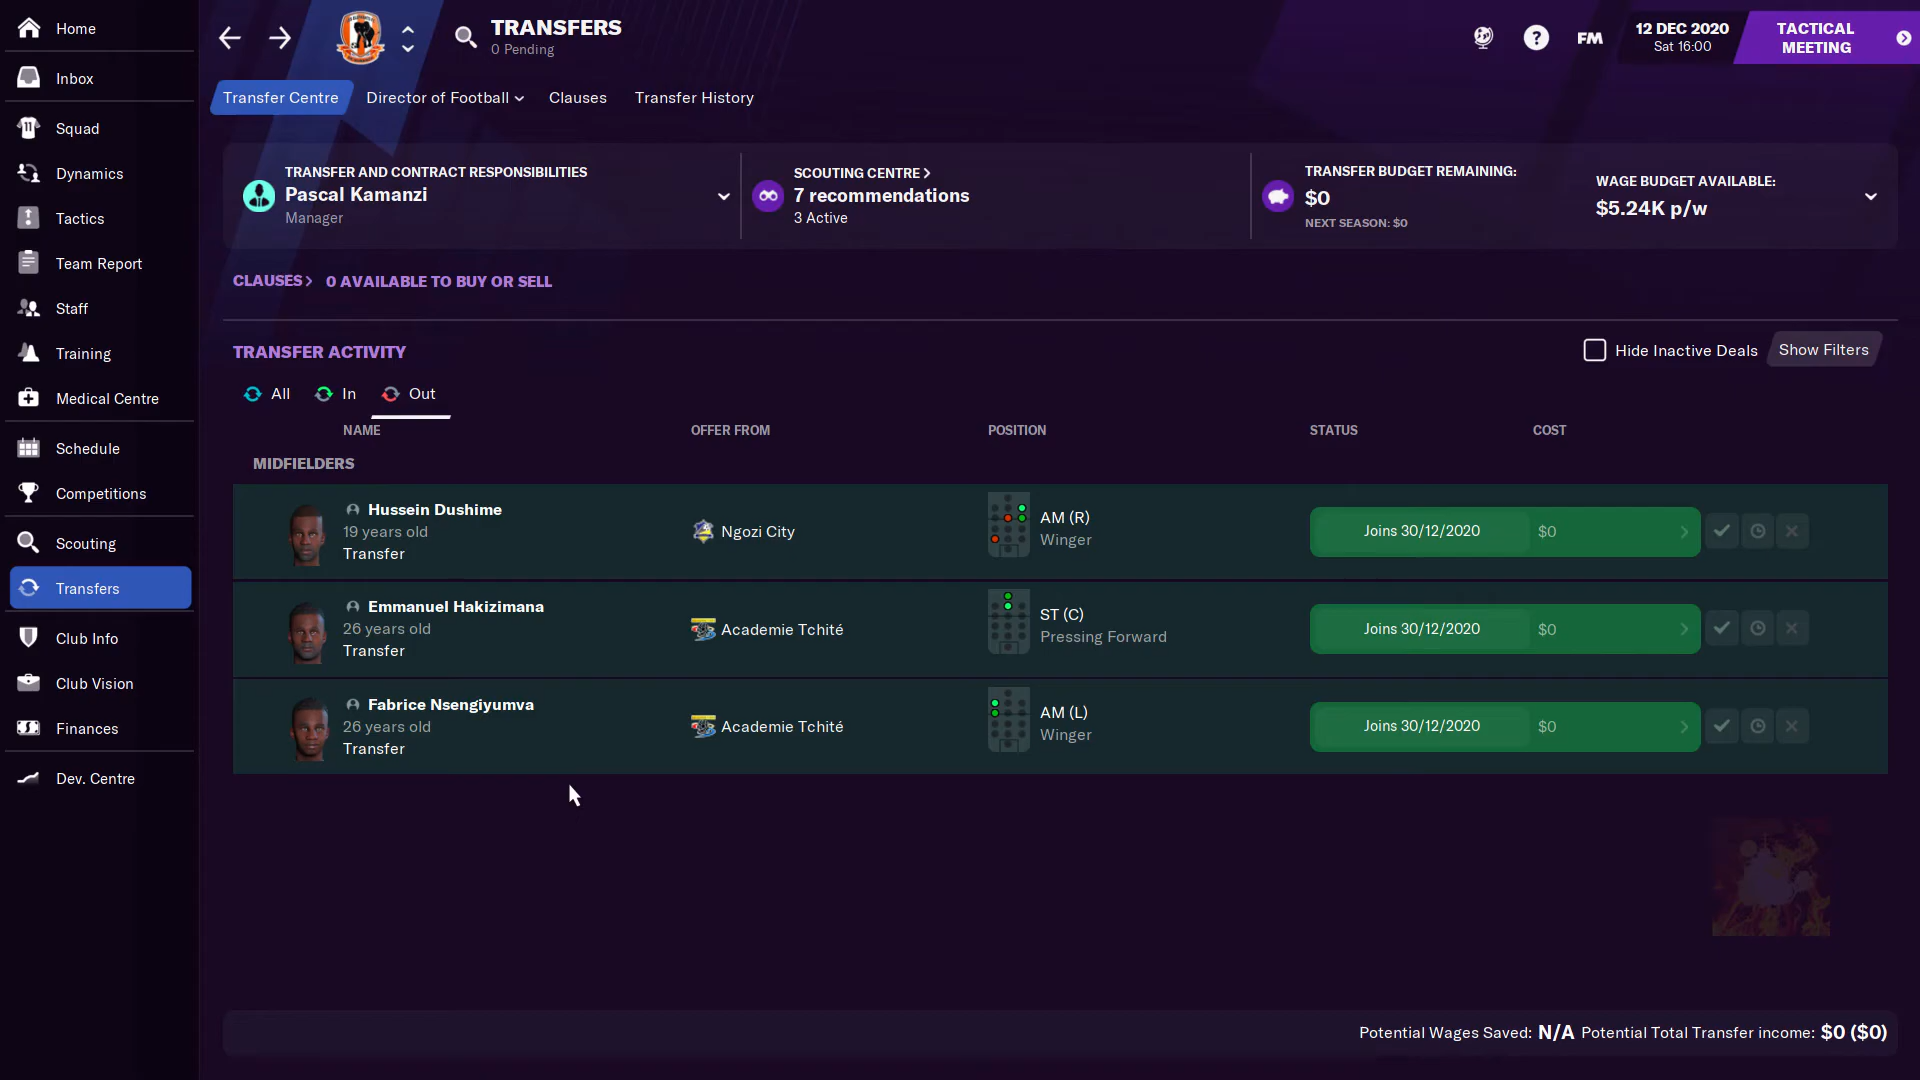 Home
Inbox
Squad
Dynamics
Tactics
Team Report
Staff
Training
Medical Centre
Schedule
Competitions
Scouting
Transfers
Club Info
Club Vision
Finances
Dev. Centre
TRANSFERS
0 Pending
FM
12 DEC 2020
Sat 16:00
TACTICAL
MEETING
Transfer Centre
Director of Football
Clauses
Transfer History
TRANSFER AND CONTRACT RESPONSIBILITIES
Pascal Kamanzi
Manager
SCOUTING CENTRE
7 recommendations
3 Active
TRANSFER BUDGET REMAINING:
$0
NEXT SEASON: $0
WAGE BUDGET AVAILABLE:
$5.24K p/w
CLAUSES 0 AVAILABLE TO BUY OR SELL
TRANSFER ACTIVITY
Hide Inactive Deals
Show Filters
All In Out
NAME OFFER FROM POSITION STATUS COST
MIDFIELDERS
Hussein Dushime
19 years old
Transfer
Ngozi City
AM (R)
Winger
Joins 30/12/2020 $0
Emmanuel Hakizimana
26 years old
Transfer
Academie Tchité
ST (C)
Pressing Forward
Joins 30/12/2020 $0
Fabrice Nsengiyumva
26 years old
Transfer
Academie Tchité
AM (L)
Winger
Joins 30/12/2020 $0
Potential Wages Saved: N/A Potential Total Transfer income: $0 ($0)